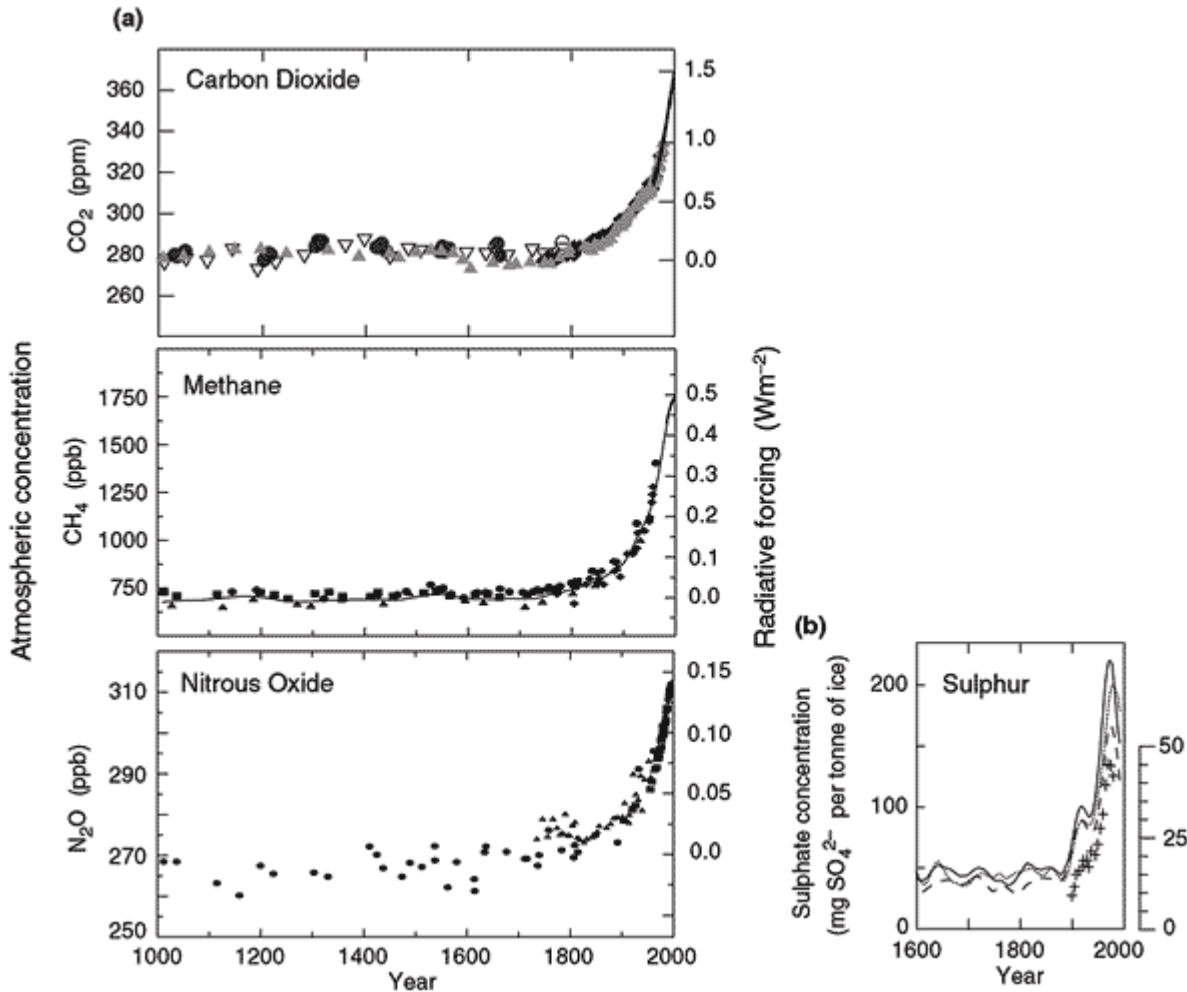 (a)
Carbon Dioxide
CO2 (ppm)
360
340
320
300
280
260
1.5
1.0
0.5
0.0
Atmospheric concentration
Methane
CH4 (ppb)
1750
1500
1250
1000
750
0.5
0.4
0.3
0.2
0.1
0.0
Radiative forcing (Wm−2)
Nitrous Oxide
N2O (ppb)
310
290
270
250
0.15
0.10
0.05
0.0
1000
1200
1400
1600
1800
2000
Year
(b)
Sulphur
Sulphate concentration
(mg SO42− per tonne of ice)
200
100
0
50
25
0
1600
1800
2000
Year